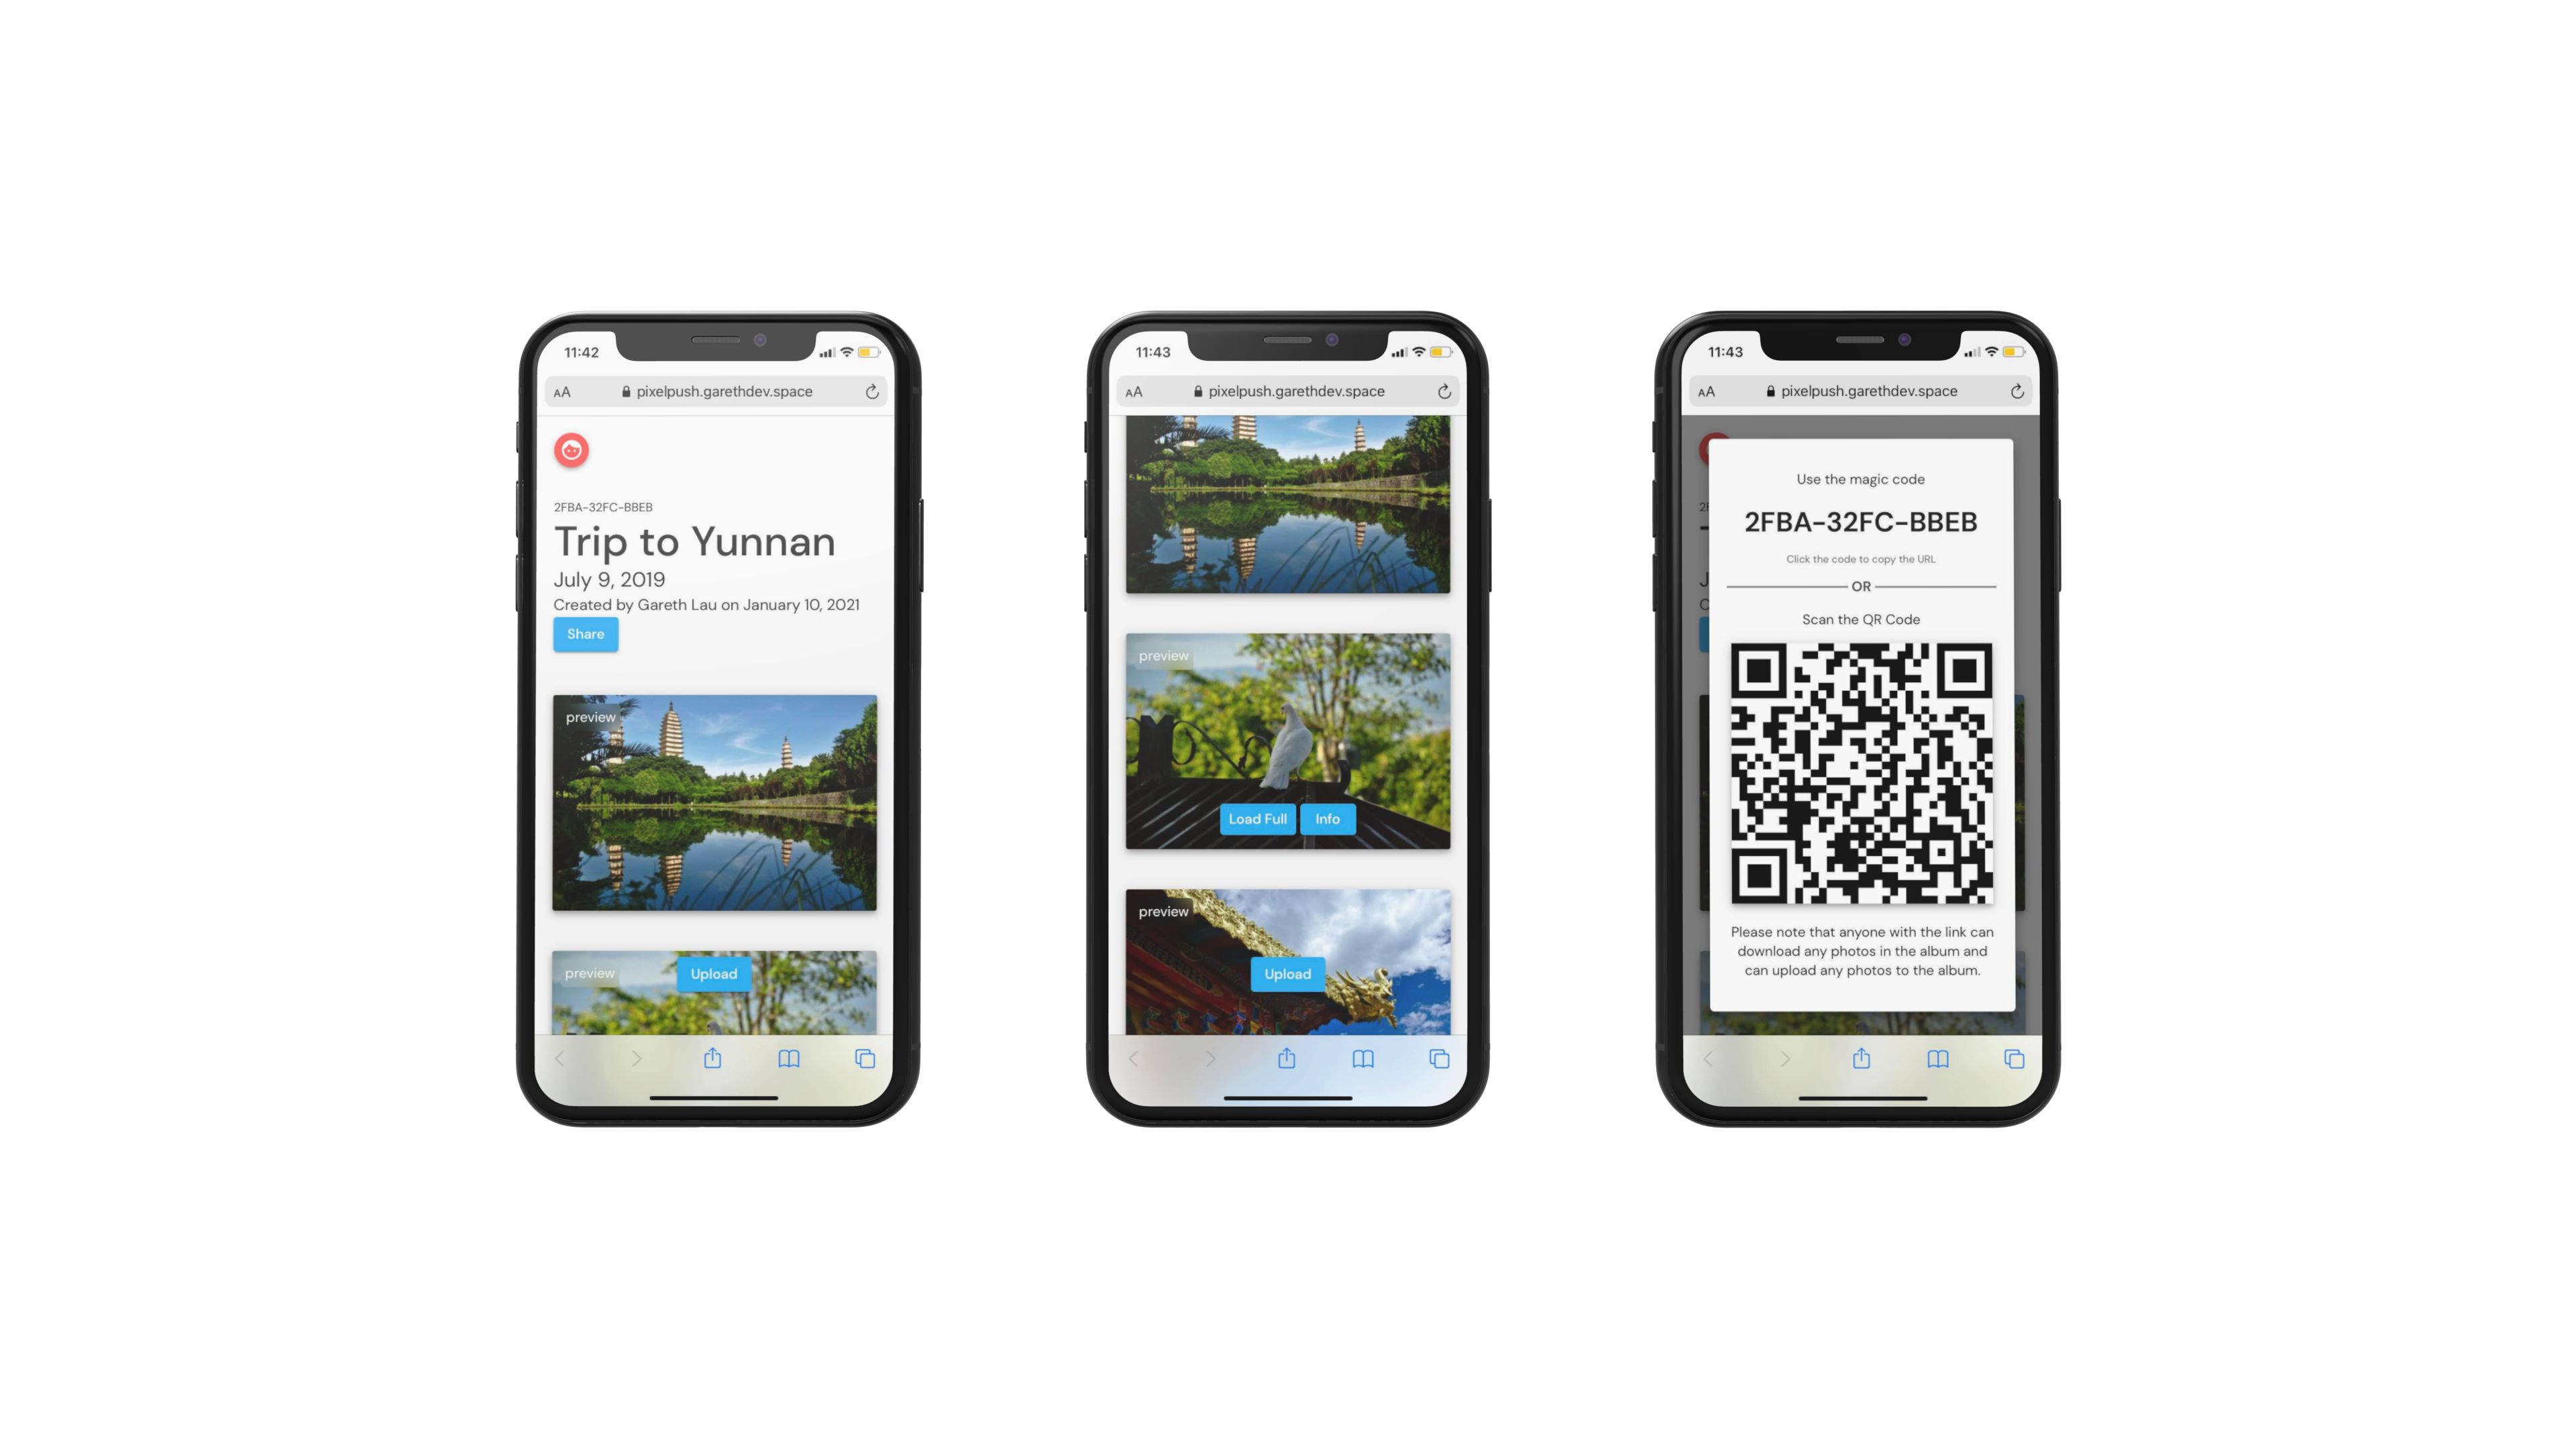 11:42
AA pixelpush.garethdev.space
2FBA-32FC-BBEB
Trip to Yunnan
July 9, 2019
Created by Gareth Lau on January 10, 2021
Share
preview
preview
Upload
11:43
AA pixelpush.garethdev.space
preview
Load Full
Info
preview
Upload
11:43
AA pixelpush.garethdev.space
Use the magic code
2FBA-32FC-BBEB
Click the code to copy the URL
OR
Scan the QR Code
Please note that anyone with the link can
download any photos in the album and
can upload any photos to the album.